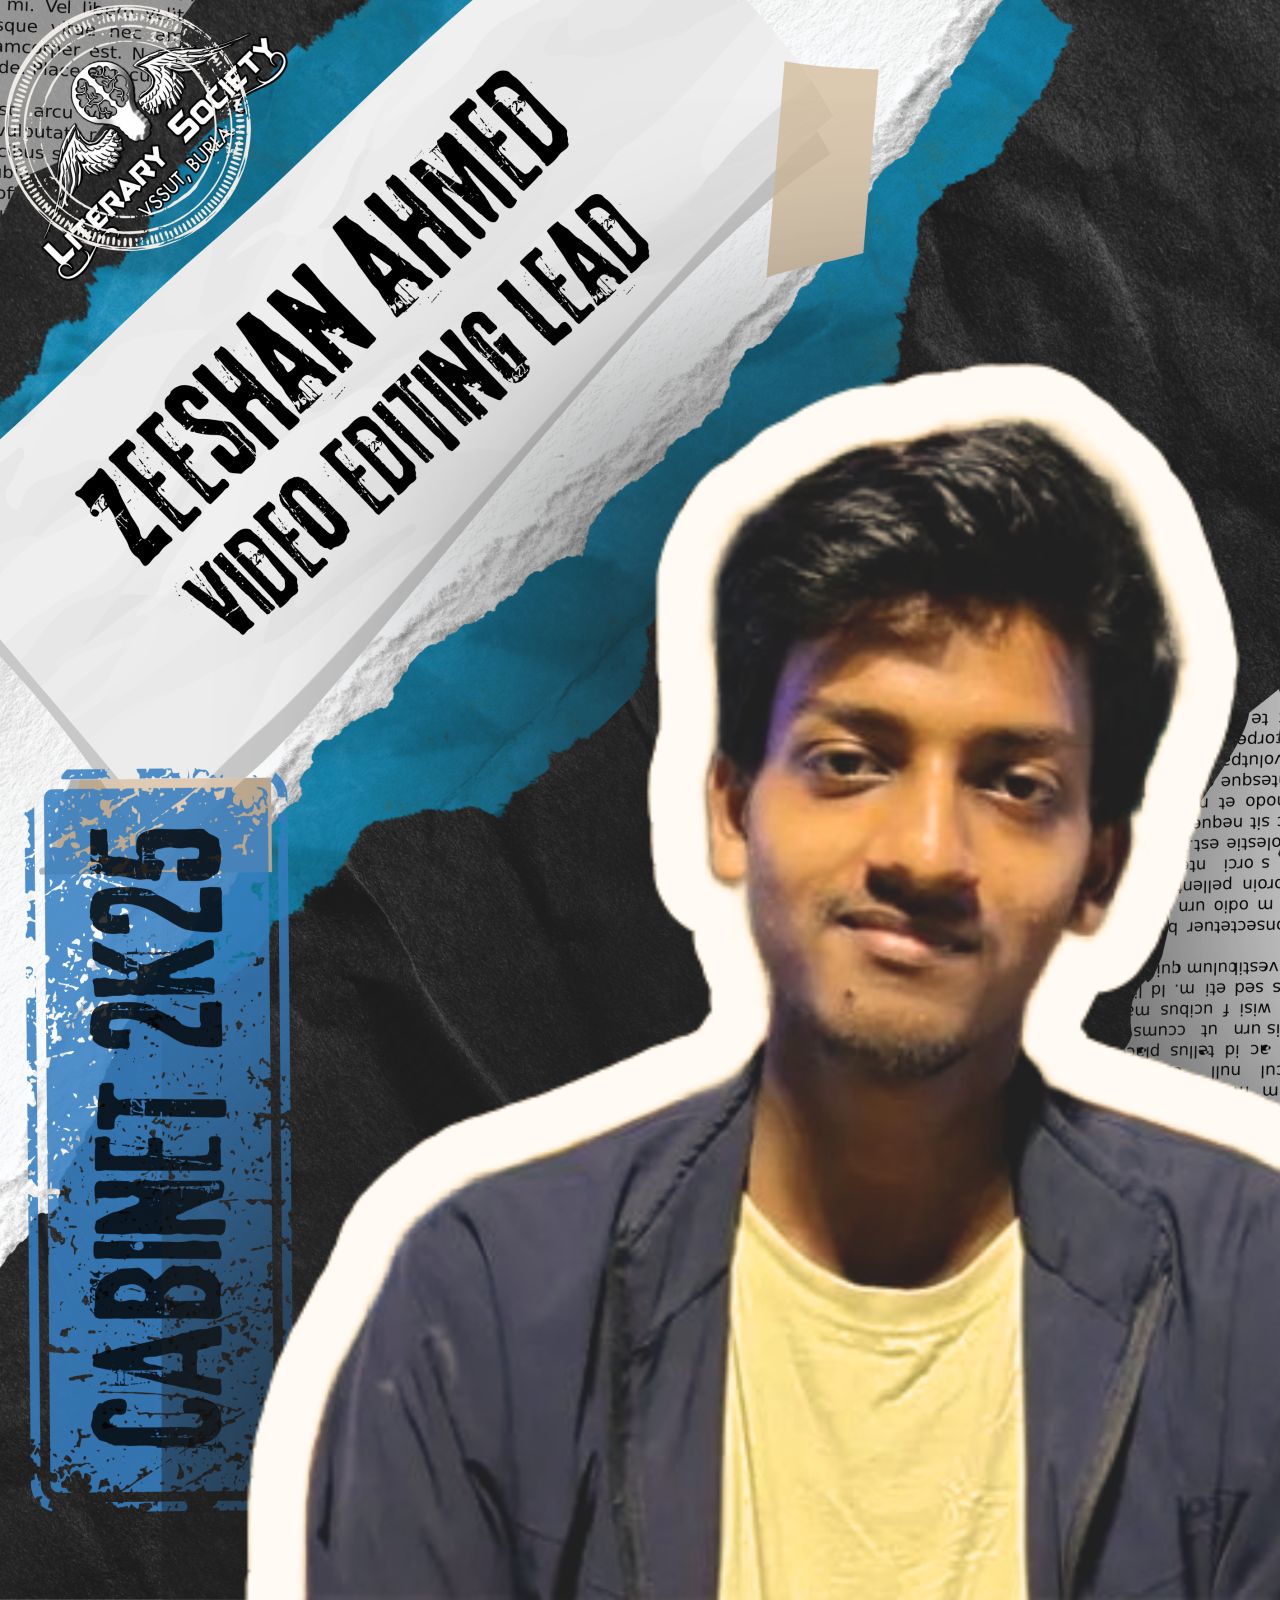 LITERARY SOCIETY
VSSUT, BURLA
ZEESHAN AHMED
VIDEO EDITING LEAD
CABINET 2K25